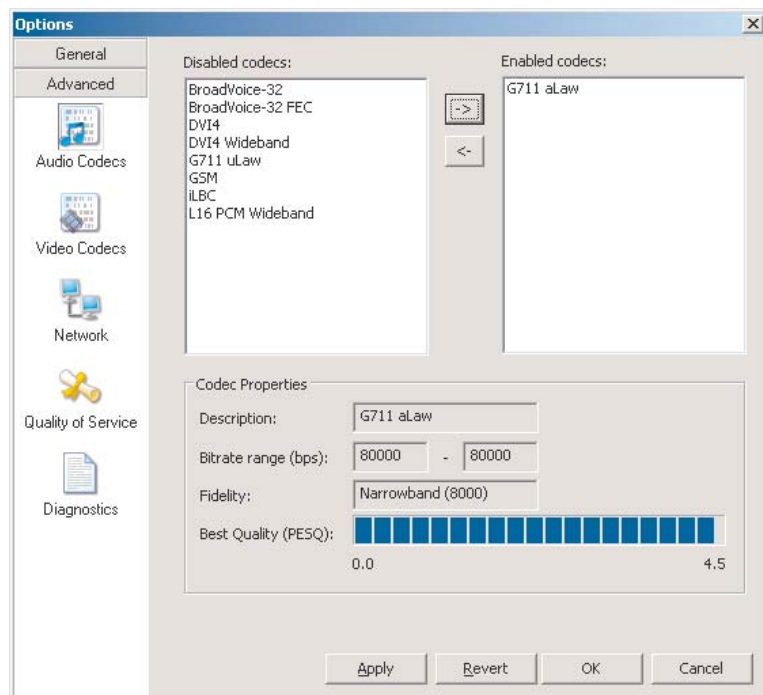 Options
General
Advanced
Audio Codecs
Video Codecs
Network
Quality of Service
Diagnostics
Disabled codecs:
BroadVoice-32
BroadVoice-32 FEC
DVI4
DVI4 Wideband
G711 uLaw
GSM
iLBC
L16 PCM Wideband
->
<-
Enabled codecs:
G711 aLaw
Codec Properties
Description: G711 aLaw
Bitrate range (bps): 80000 - 80000
Fidelity: Narrowband (8000)
Best Quality (PESQ):
0.0 4.5
Apply Revert OK Cancel